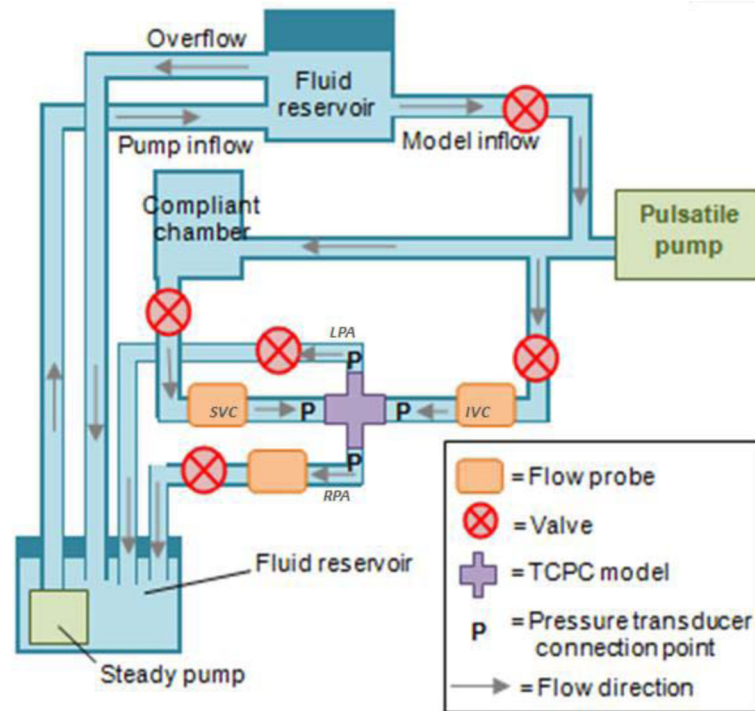 Overflow
Fluid
reservoir
Pump inflow
Model inflow
Compliant
chamber
Pulsatile
pump
LPA
P
SVC
P
P
IVC
P
RPA
Fluid reservoir
Steady pump
= Flow probe
= Valve
= TCPC model
P = Pressure transducer
connection point
= Flow direction